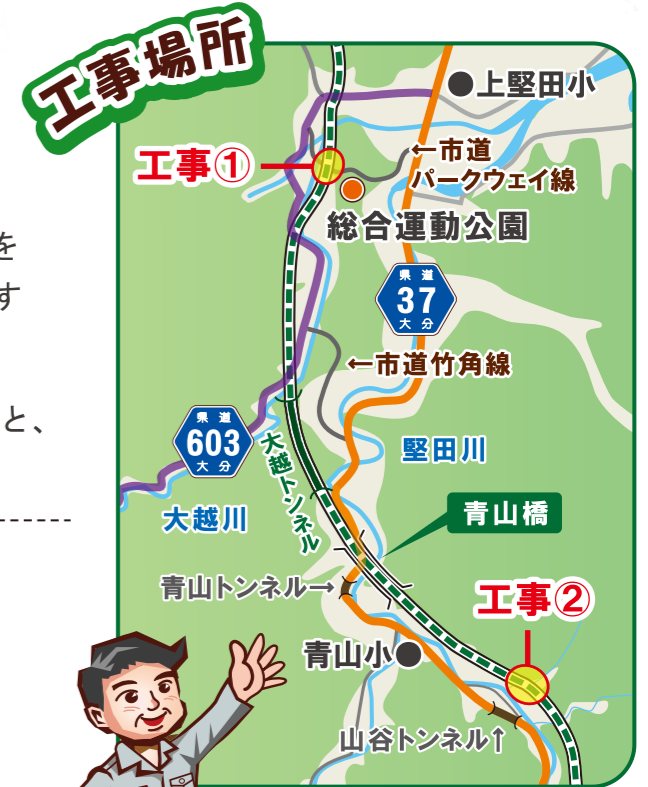 工事場所
を
す
と、
●上堅田小
工事①
←市道
パークウェイ線
総合運動公園
県道
37
大分
←市道竹角線
県道
603
大分
大越トンネル
堅田川
大越川
青山橋
青山トンネル→
工事②
青山小●
山谷トンネル↑